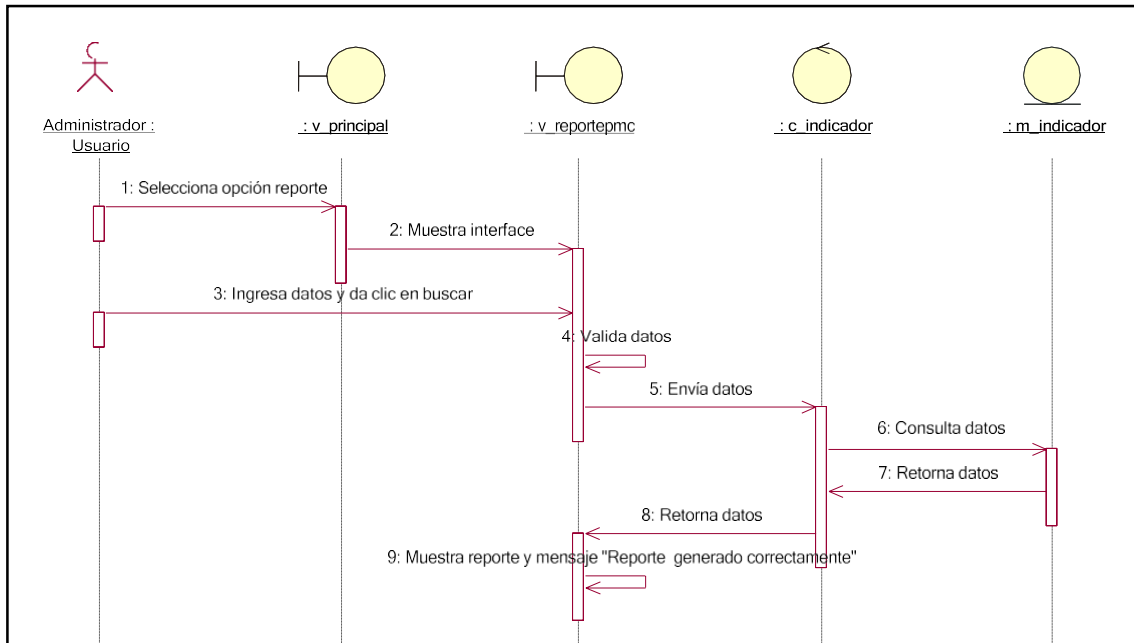 Administrador :
Usuario
: v_principal
: v_reportepmc
: c_indicador
: m_indicador
1: Selecciona opción reporte
2: Muestra interface
3: Ingresa datos y da clic en buscar
4: Valida datos
5: Envía datos
6: Consulta datos
7: Retorna datos
8: Retorna datos
9: Muestra reporte y mensaje "Reporte generado correctamente"